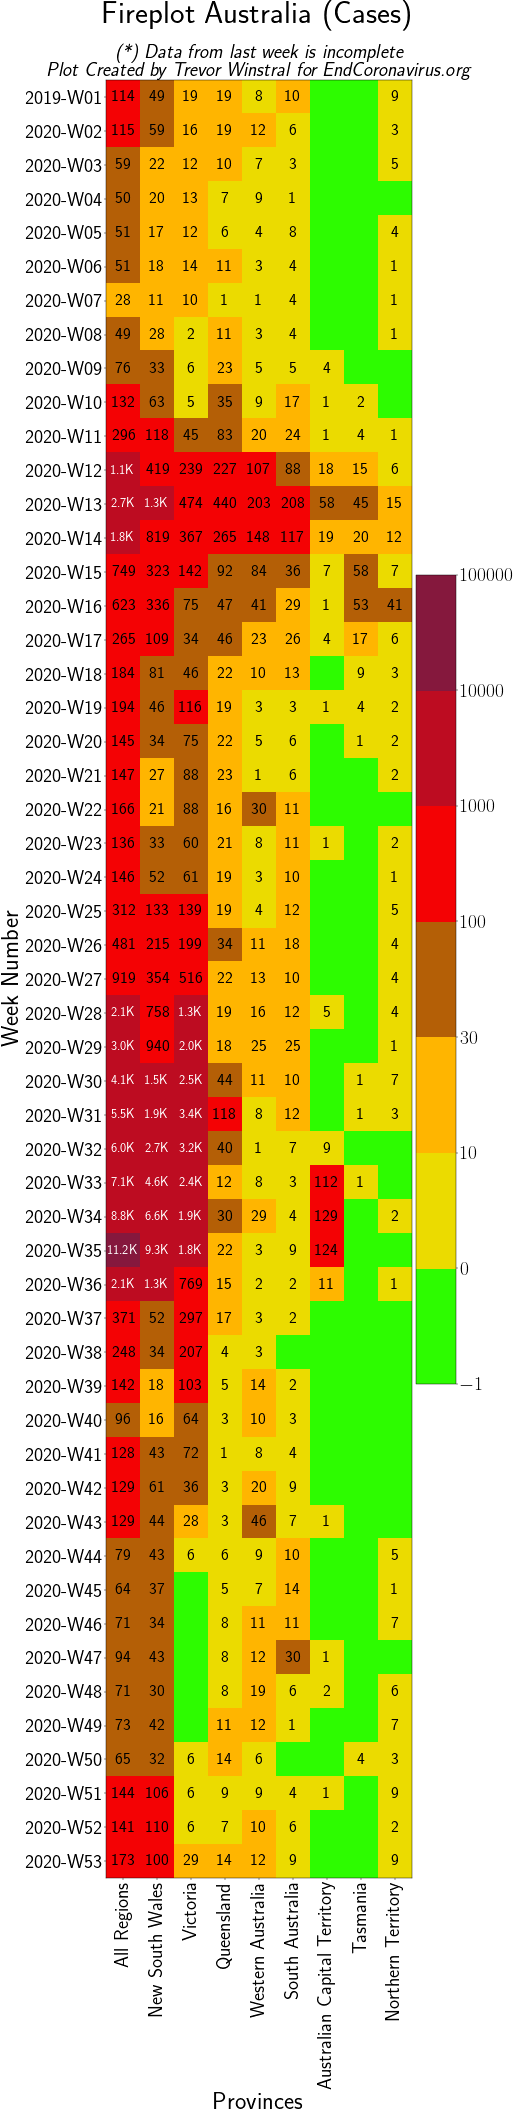 Fireplot Australia (Cases)
(*) Data from last week is incomplete
Plot Created by Trevor Winstral for EndCoronavirus.org
2019-W01 114 49 19 19 8 10 9
2020-W02 115 59 16 19 12 6 3
2020-W03 59 22 12 10 7 3 5
2020-W04 50 20 13 7 9 1
2020-W05 51 17 12 6 4 8 4
2020-W06 51 18 14 11 3 4 1
2020-W07 28 11 10 1 1 4 1
2020-W08 49 28 2 11 3 4 1
2020-W09 76 33 6 23 5 5 4
2020-W10 132 63 5 35 9 17 1 2
2020-W11 296 118 45 83 20 24 1 4 1
2020-W12 1.1K 419 239 227 107 88 18 15 6
2020-W13 2.7K 1.3K 474 440 203 208 58 45 15
2020-W14 1.8K 819 367 265 148 117 19 20 12
2020-W15 749 323 142 92 84 36 7 58 7
2020-W16 623 336 75 47 41 29 1 53 41
2020-W17 265 109 34 46 23 26 4 17 6
2020-W18 184 81 46 22 10 13 9 3
2020-W19 194 46 116 19 3 3 1 4 2
2020-W20 145 34 75 22 5 6 1 2
2020-W21 147 27 88 23 1 6 2
2020-W22 166 21 88 16 30 11
2020-W23 136 33 60 21 8 11 1 2
2020-W24 146 52 61 19 3 10 1
2020-W25 312 133 139 19 4 12 5
2020-W26 481 215 199 34 11 18 4
2020-W27 919 354 516 22 13 10 4
2020-W28 2.1K 758 1.3K 19 16 12 5 4
2020-W29 3.0K 940 2.0K 18 25 25 1
2020-W30 4.1K 1.5K 2.5K 44 11 10 1 7
2020-W31 5.5K 1.9K 3.4K 118 8 12 1 3
2020-W32 6.0K 2.7K 3.2K 40 1 7 9
2020-W33 7.1K 4.6K 2.4K 12 8 3 112 1
2020-W34 8.8K 6.6K 1.9K 30 29 4 129 2
2020-W35 11.2K 9.3K 1.8K 22 3 9 124
2020-W36 2.1K 1.3K 769 15 2 2 11 1
2020-W37 371 52 297 17 3 2
2020-W38 248 34 207 4 3
2020-W39 142 18 103 5 14 2
2020-W40 96 16 64 3 10 3
2020-W41 128 43 72 1 8 4
2020-W42 129 61 36 3 20 9
2020-W43 129 44 28 3 46 7 1
2020-W44 79 43 6 6 9 10 5
2020-W45 64 37 5 7 14 1
2020-W46 71 34 8 11 11 7
2020-W47 94 43 8 12 30 1
2020-W48 71 30 8 19 6 2 6
2020-W49 73 42 11 12 1 7
2020-W50 65 32 6 14 6 4 3
2020-W51 144 106 6 9 9 4 1 9
2020-W52 141 110 6 7 10 6 2
2020-W53 173 100 29 14 12 9 9
Week Number
100000
10000
1000
100
30
10
0
−1
All Regions
New South Wales
Victoria
Queensland
Western Australia
South Australia
Australian Capital Territory
Tasmania
Northern Territory
Provinces